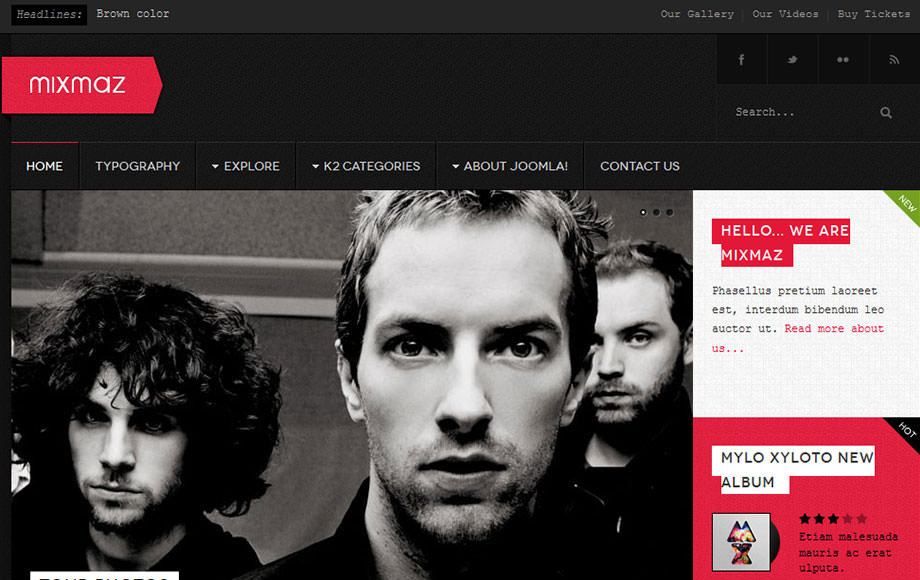 Headlines: Brown color
Our Gallery | Our Videos | Buy Tickets
mixmaz
Search...
HOME TYPOGRAPHY EXPLORE K2 CATEGORIES ABOUT JOOMLA! CONTACT US
NEW
HELLO... WE ARE
MIXMAZ
Phasellus pretium laoreet
est, interdum bibendum leo
auctor ut. Read more about
us...
HOT
MYLO XYLOTO NEW
ALBUM
Etiam malesuada
mauris ac erat
ulputa.
TOUR PHOTOS